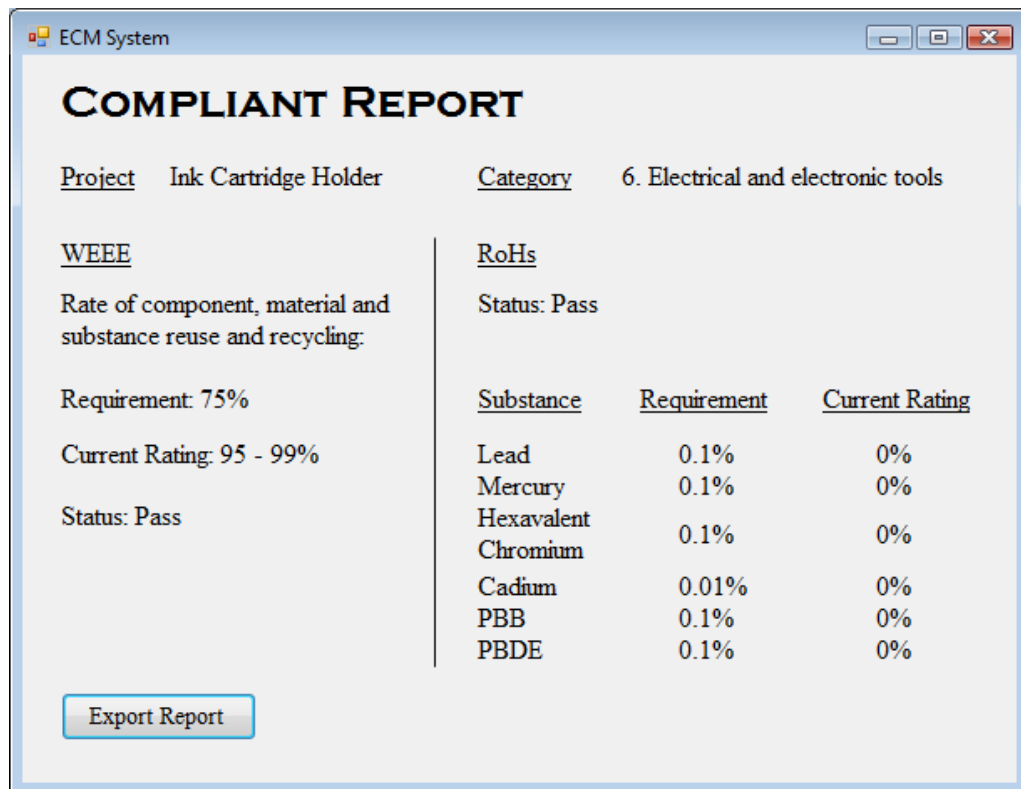 ECM System
COMPLIANT REPORT
Project Ink Cartridge Holder Category 6. Electrical and electronic tools
WEEE
Rate of component, material and
substance reuse and recycling:
Requirement: 75%
Current Rating: 95 - 99%
Status: Pass
RoHs
Status: Pass
Substance Requirement Current Rating
Lead 0.1% 0%
Mercury 0.1% 0%
Hexavalent
Chromium 0.1% 0%
Cadium 0.01% 0%
PBB 0.1% 0%
PBDE 0.1% 0%
Export Report